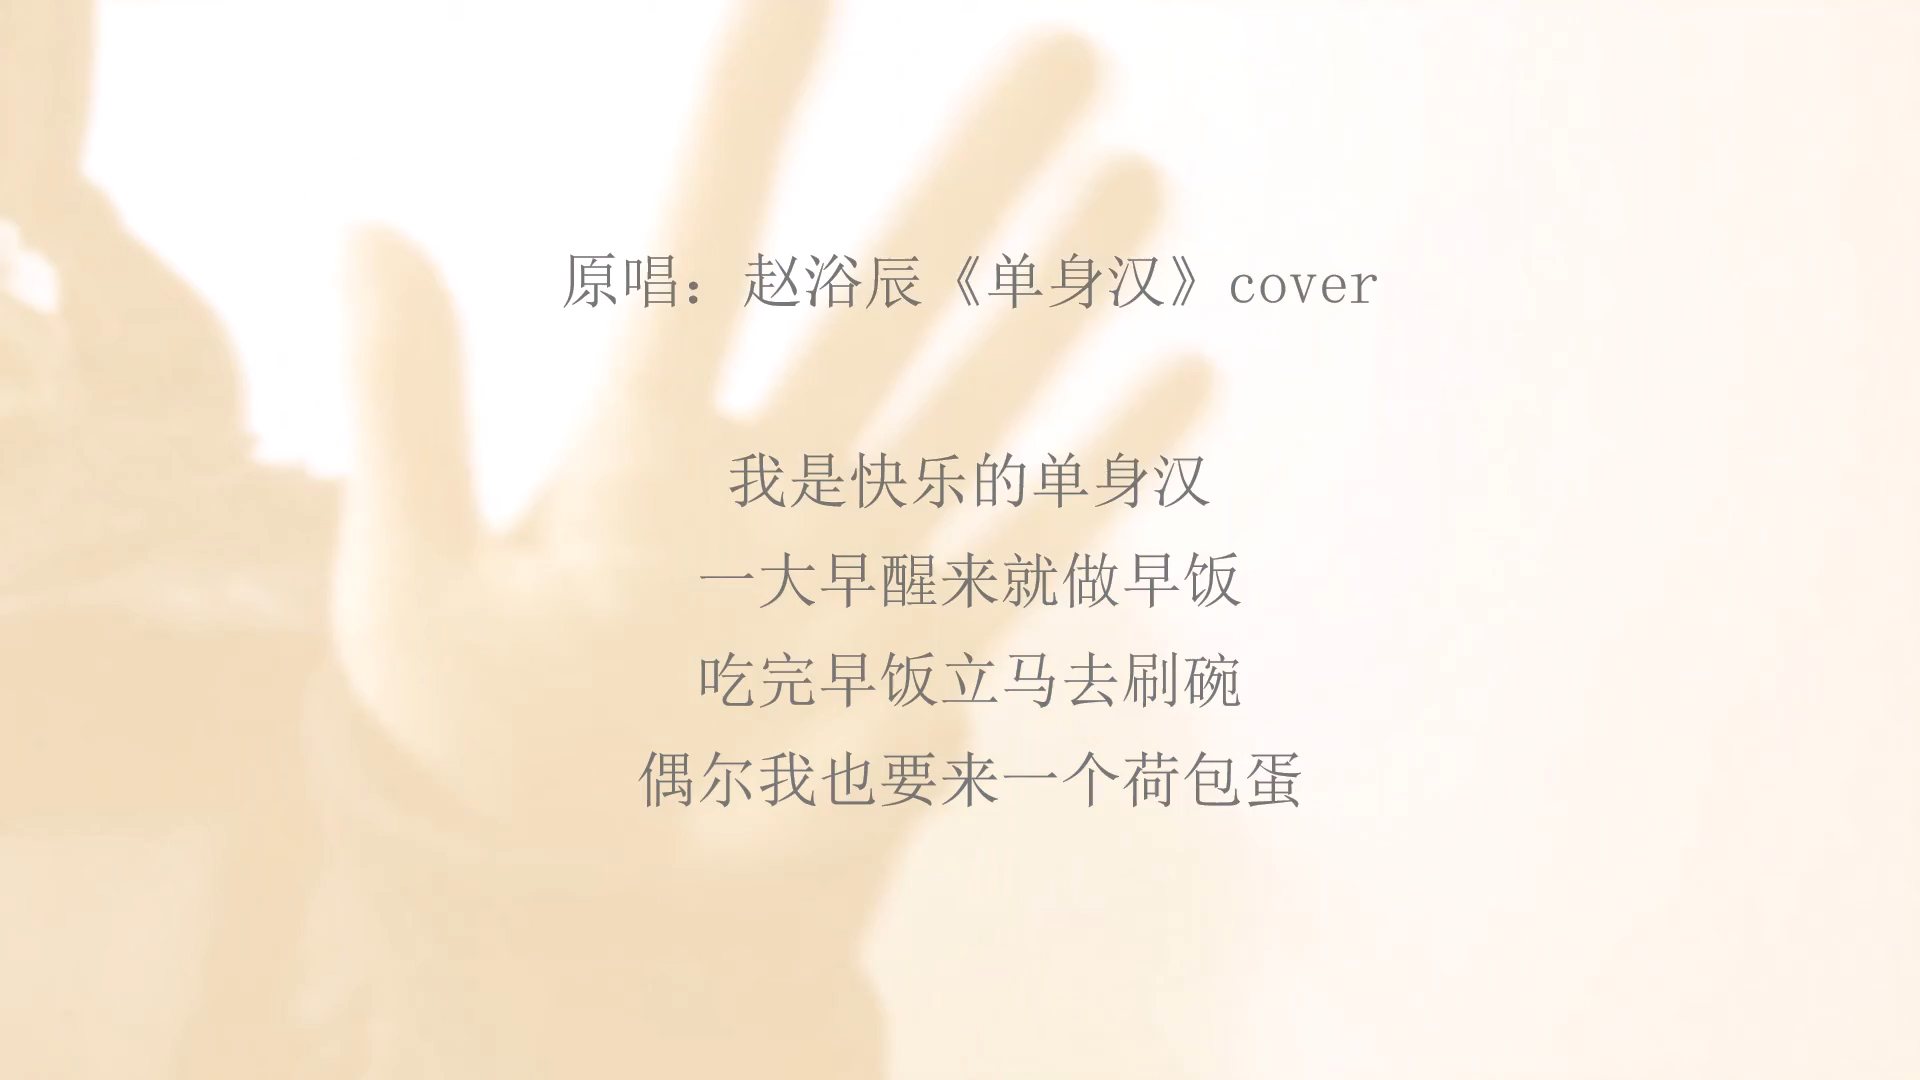 原唱：赵浴辰《单身汉》cover
我是快乐的单身汉
一大早醒来就做早饭
吃完早饭立马去刷碗
偶尔我也要来一个荷包蛋